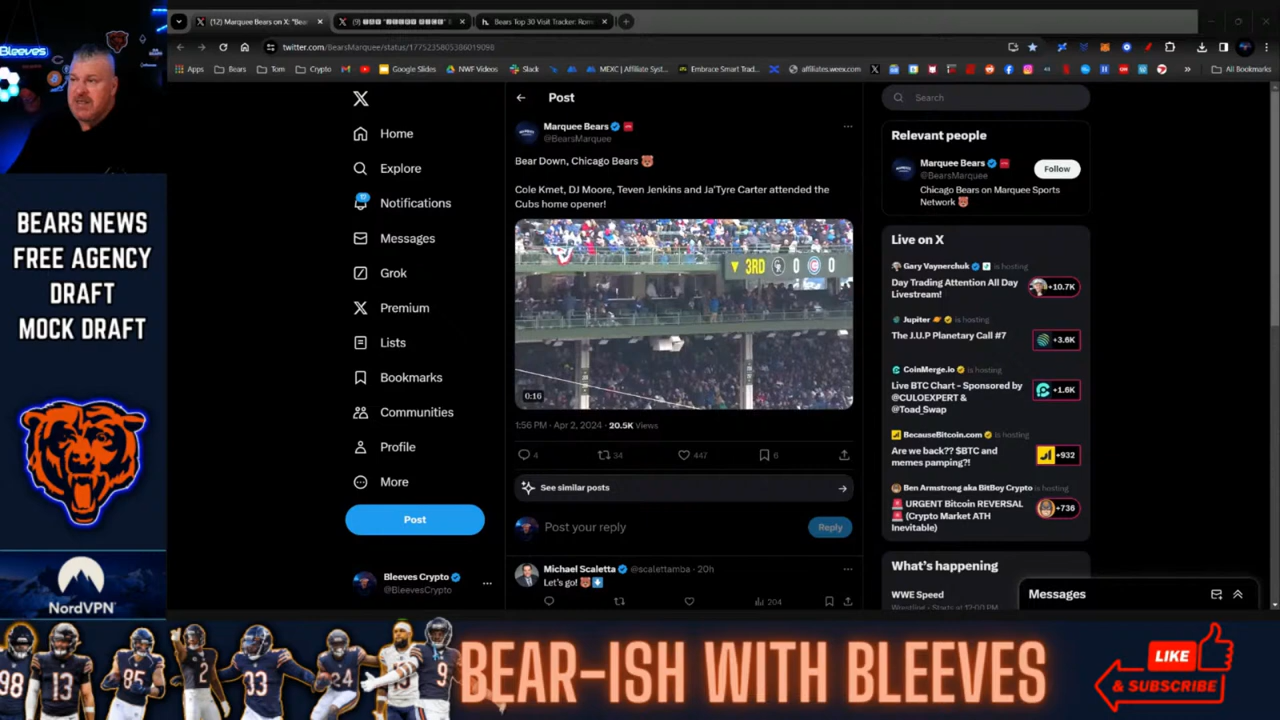 (12) Marquee Bears on X: "Bea
(9)
Bears Top 30 Visit Tracker: Rom
twitter.com/BearsMarquee/status/1775235805386019098
Apps
Bears
Tom
Crypto
Google Slides
NWF Videos
Slack
MEXC | Affiliate Syst...
Embrace Smart Trad...
affiliates.weex.com
All Bookmarks
Bleeves
BEARS NEWS
FREE AGENCY
DRAFT
MOCK DRAFT
NordVPN
Home
Explore
Notifications
Messages
Grok
Premium
Lists
Bookmarks
Communities
Profile
More
Post
Bleeves Crypto
@BleevesCrypto
Post
Marquee Bears
@BearsMarquee
Bear Down, Chicago Bears 🐻
Cole Kmet, DJ Moore, Teven Jenkins and Ja'Tyre Carter attended the
Cubs home opener!
3RD 0 0
0:16
1:56 PM · Apr 2, 2024 · 20.5K Views
4 34 447 6
See similar posts
Post your reply
Reply
Michael Scaletta @scalettamba · 20h
Let's go! 🐻⬇️
204
Search
Relevant people
Marquee Bears
@BearsMarquee
Follow
Chicago Bears on Marquee Sports
Network 🐻
Live on X
Gary Vaynerchuk is hosting
Day Trading Attention All Day
Livestream!
+10.7K
Jupiter 🪐 is hosting
The J.U.P Planetary Call #7
+3.6K
CoinMerge.io is hosting
Live BTC Chart - Sponsored by
@CULOEXPERT &
@Toad_Swap
+1.6K
BecauseBitcoin.com is hosting
Are we back?? $BTC and
memes pamping?!
+932
Ben Armstrong aka BitBoy Crypto is hosting
🚨 URGENT Bitcoin REVERSAL
🚨 (Crypto Market ATH
Inevitable)
+736
What's happening
WWE Speed
Messages
98
13
85
2
33
24
9
BEAR-ISH WITH BLEEVES
LIKE
& SUBSCRIBE